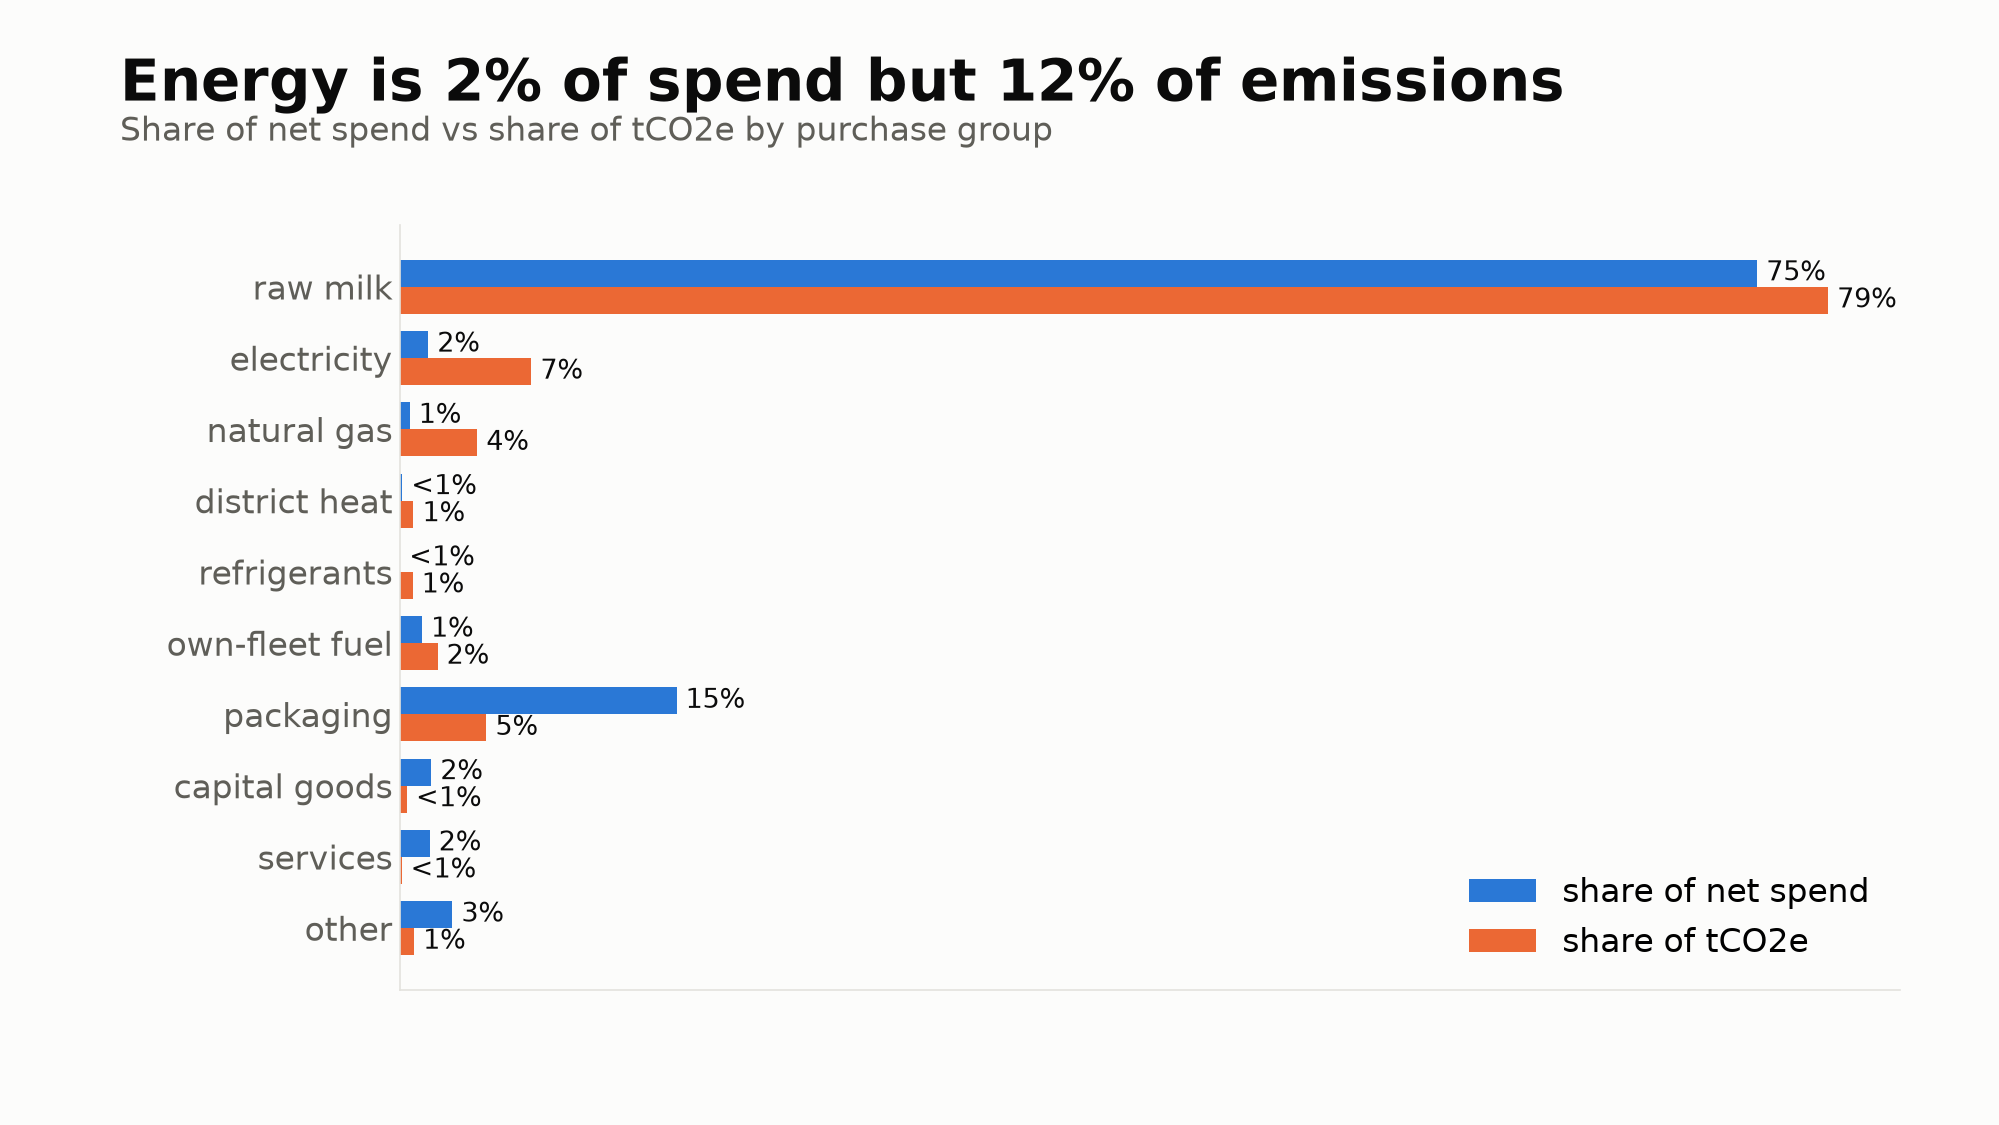 Energy is 2% of spend but 12% of emissions
Share of net spend vs share of tCO2e by purchase group
raw milk
75%
79%
electricity
2%
7%
natural gas
1%
4%
district heat
<1%
1%
refrigerants
<1%
1%
own-fleet fuel
1%
2%
packaging
15%
5%
capital goods
2%
<1%
services
2%
<1%
other
3%
1%
share of net spend
share of tCO2e